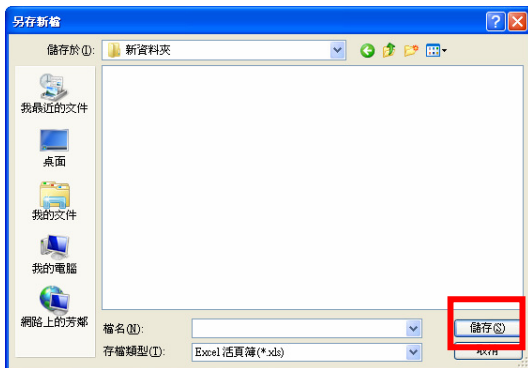 另存新檔
儲存於(I):
新資料夾
我最近的文件
桌面
我的文件
我的電腦
網路上的芳鄰
檔名(N):
儲存(S)
存檔類型(T):
Excel 活頁簿(*.xls)
取消